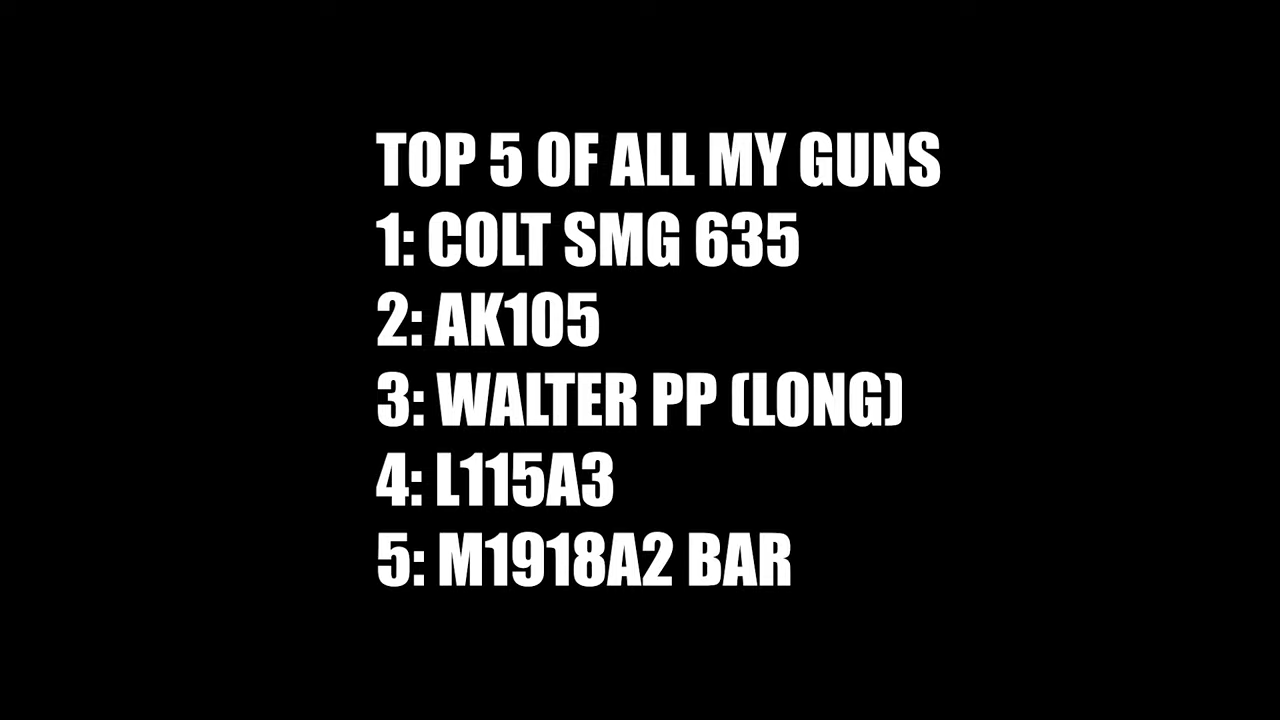 TOP 5 OF ALL MY GUNS
1: COLT SMG 635
2: AK105
3: WALTER PP (LONG)
4: L115A3
5: M1918A2 BAR